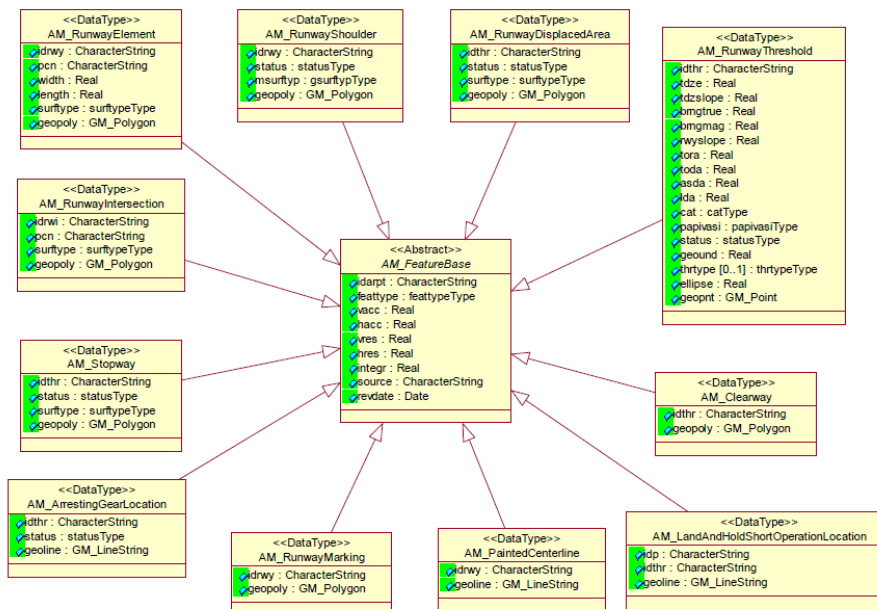 <<DataType>>
AM_RunwayElement
idrwy : CharacterString
pcn : CharacterString
width : Real
length : Real
surftype : surftypeType
geopoly : GM_Polygon
<<DataType>>
AM_RunwayShoulder
idrwy : CharacterString
status : statusType
msurftyp : gsurftypType
geopoly : GM_Polygon
<<DataType>>
AM_RunwayDisplacedArea
idthr : CharacterString
status : statusType
surftype : surftypeType
geopoly : GM_Polygon
<<DataType>>
AM_RunwayThreshold
idthr : CharacterString
tdze : Real
tdzslope : Real
brngtrue : Real
brngmag : Real
rwyslope : Real
tora : Real
toda : Real
asda : Real
lda : Real
cat : catType
papivasi : papivasiType
status : statusType
geound : Real
thrtype [0..1] : thrtypeType
ellipse : Real
geopnt : GM_Point
<<DataType>>
AM_RunwayIntersection
idrwi : CharacterString
pcn : CharacterString
surftype : surftypeType
geopoly : GM_Polygon
<<Abstract>>
AM_FeatureBase
idarpt : CharacterString
feattype : feattypeType
vacc : Real
hacc : Real
vres : Real
hres : Real
integr : Real
source : CharacterString
revdate : Date
<<DataType>>
AM_Stopway
idthr : CharacterString
status : statusType
surftype : surftypeType
geopoly : GM_Polygon
<<DataType>>
AM_Clearway
idthr : CharacterString
geopoly : GM_Polygon
<<DataType>>
AM_ArrestingGearLocation
idthr : CharacterString
status : statusType
geoline : GM_LineString
<<DataType>>
AM_RunwayMarking
idrwy : CharacterString
geopoly : GM_Polygon
<<DataType>>
AM_PaintedCenterline
idrwy : CharacterString
geoline : GM_LineString
<<DataType>>
AM_LandAndHoldShortOperationLocation
idp : CharacterString
idthr : CharacterString
geoline : GM_LineString